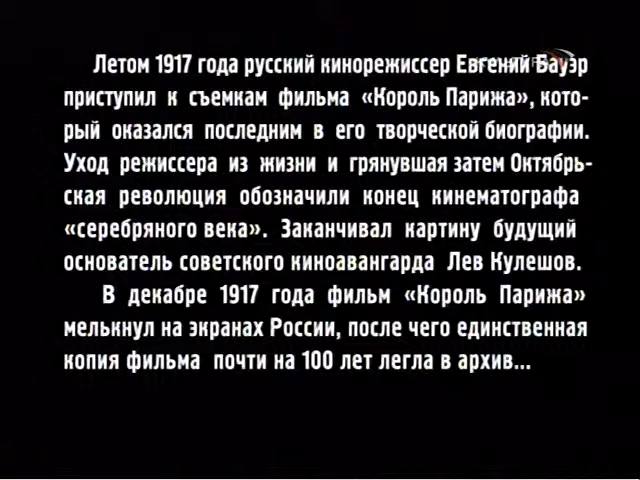 Летом 1917 года русский кинорежиссер Евгений Бауэр
приступил к съемкам фильма «Король Парижа», кото-
рый оказался последним в его творческой биографии.
Уход режиссера из жизни и грянувшая затем Октябрь-
ская революция обозначили конец кинематографа
«серебряного века». Заканчивал картину будущий
основатель советского киноавангарда Лев Кулешов.
В декабре 1917 года фильм «Король Парижа»
мелькнул на экранах России, после чего единственная
копия фильма почти на 100 лет легла в архив...